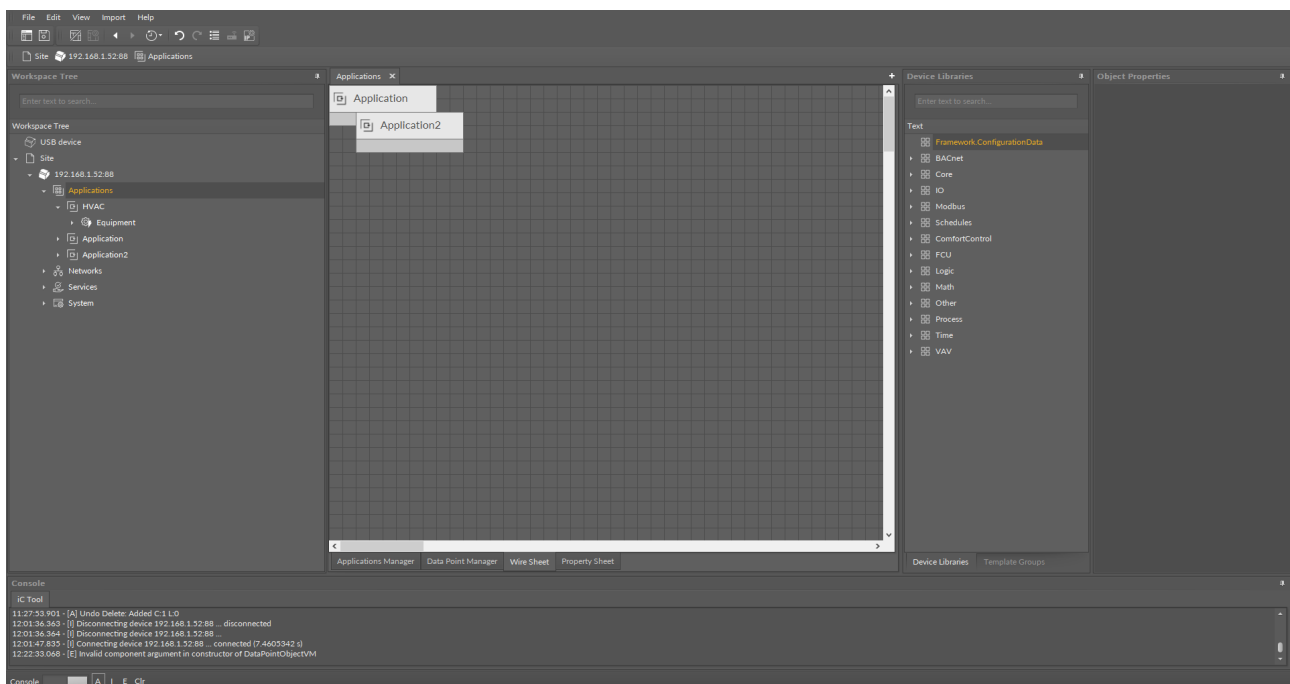 File Edit View Import Help
Site 192.168.1.52:88 Applications
Workspace Tree
Enter text to search...
Workspace Tree
USB device
Site
192.168.1.52:88
Applications
HVAC
Equipment
Application
Application2
Networks
Services
System
Applications
Application
Application2
Applications Manager Data Point Manager Wire Sheet Property Sheet
Device Libraries
Enter text to search...
Text
Framework.ConfigurationData
BACnet
Core
IO
Modbus
Schedules
ComfortControl
FCU
Logic
Math
Other
Process
Time
VAV
Device Libraries Template Groups
Object Properties
Console
iC Tool
11:27:53.901 - [A] Undo Delete: Added C:1 L:0
12:01:36.363 - [I] Disconnecting device 192.168.1.52:88 ... disconnected
12:01:36.364 - [I] Disconnecting device 192.168.1.52:88 ...
12:01:47.835 - [I] Connecting device 192.168.1.52:88 ... connected (7.4605342 s)
12:22:33.068 - [E] Invalid component argument in constructor of DataPointObjectVM
Console A I E Clr